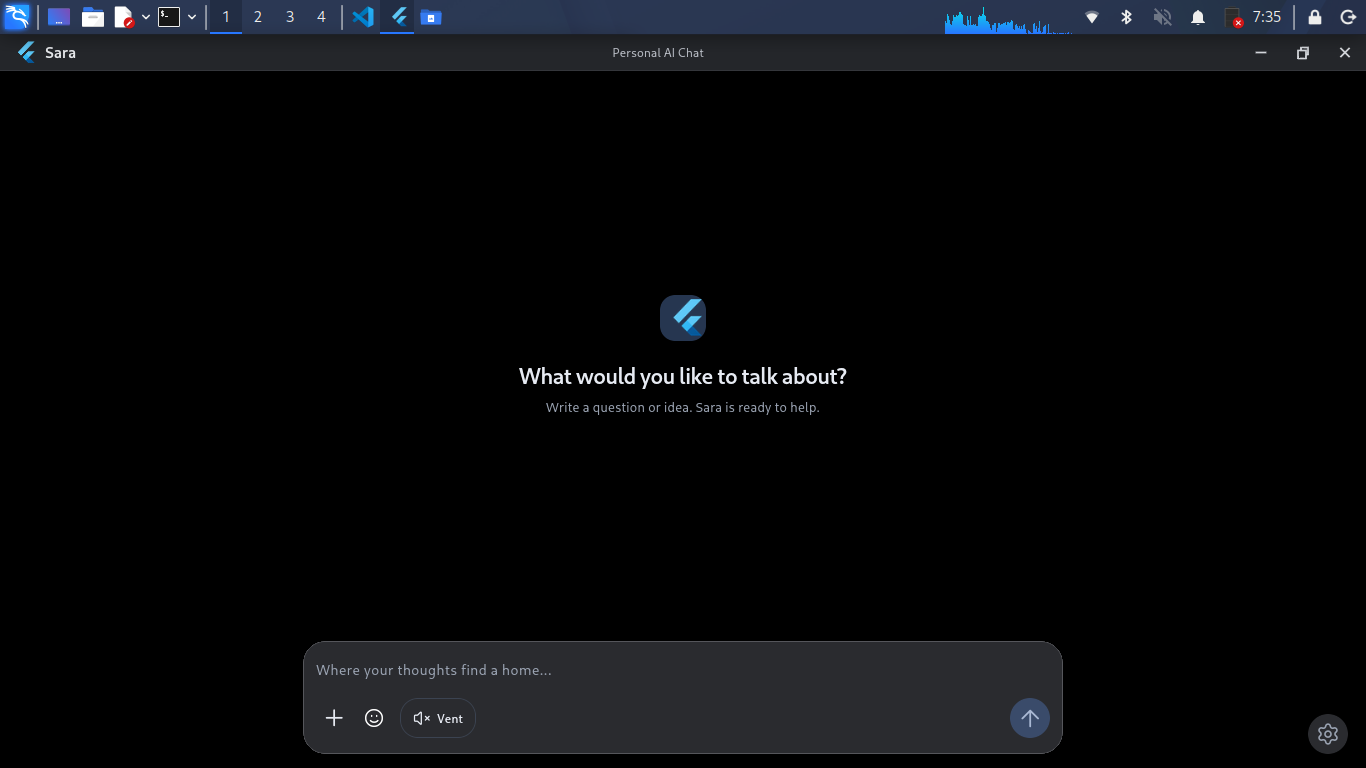 1 2 3 4
7:35
Sara
Personal AI Chat
What would you like to talk about?
Write a question or idea. Sara is ready to help.
Where your thoughts find a home...
Vent